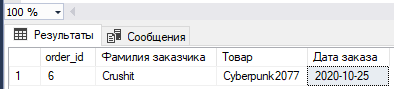 100 %
Результаты Сообщения
order_id Фамилия заказчика Товар Дата заказа
1 6 Crushit Cyberpunk2077 2020-10-25